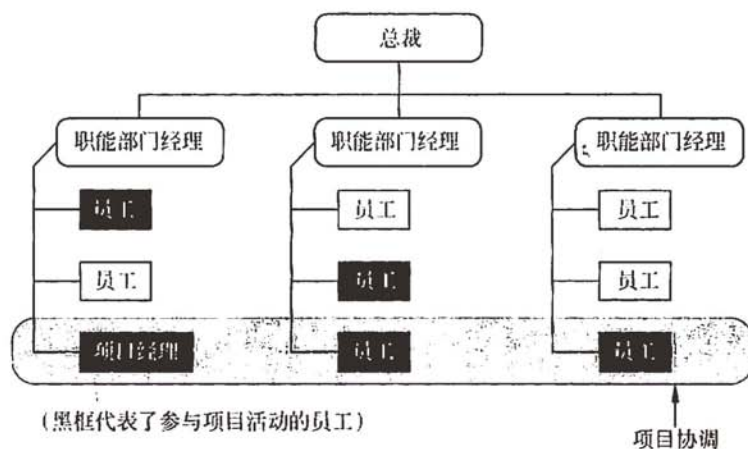 总裁
职能部门经理 职能部门经理 职能部门经理
员工 员工 员工
员工 员工 员工
项目经理 员工 员工
(黑框代表了参与项目活动的员工)
项目协调